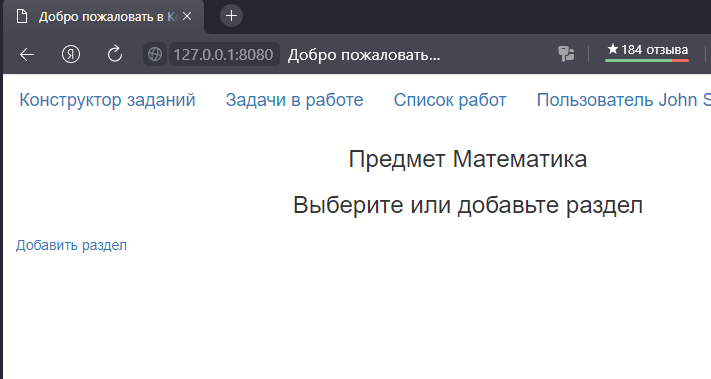 Добро пожаловать в К
127.0.0.1:8080 Добро пожаловать... ★184 отзыва
Конструктор заданий Задачи в работе Список работ Пользователь John S
Предмет Математика
Выберите или добавьте раздел
Добавить раздел